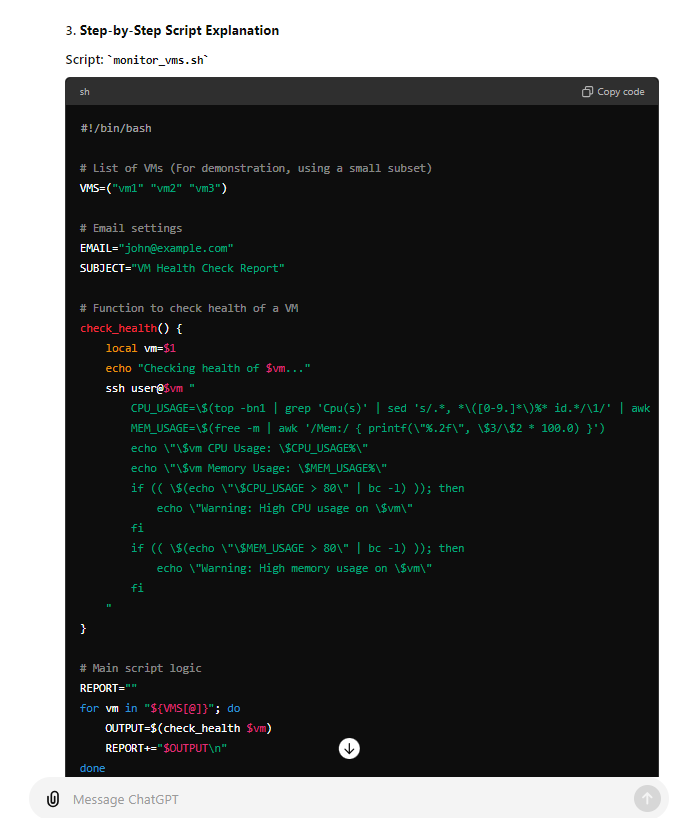 3. Step-by-Step Script Explanation
Script: `monitor_vms.sh`
sh
Copy code
#!/bin/bash
# List of VMs (For demonstration, using a small subset)
VMS=("vm1" "vm2" "vm3")
# Email settings
EMAIL="john@example.com"
SUBJECT="VM Health Check Report"
# Function to check health of a VM
check_health() {
    local vm=$1
    echo "Checking health of $vm..."
    ssh user@$vm "
        CPU_USAGE=\$(top -bn1 | grep 'Cpu(s)' | sed 's/.*, *\([0-9.]*\)%* id.*/\1/' | awk
        MEM_USAGE=\$(free -m | awk '/Mem:/ { printf(\"%.2f\", \$3/\$2 * 100.0) }')
        echo \"\$vm CPU Usage: \$CPU_USAGE%\"
        echo \"\$vm Memory Usage: \$MEM_USAGE%\"
        if (( \$(echo \"\$CPU_USAGE > 80\" | bc -l) )); then
            echo \"Warning: High CPU usage on \$vm\"
        fi
        if (( \$(echo \"\$MEM_USAGE > 80\" | bc -l) )); then
            echo \"Warning: High memory usage on \$vm\"
        fi
    "
}
# Main script logic
REPORT=""
for vm in "${VMS[@]}"; do
    OUTPUT=$(check_health $vm)
    REPORT+="$OUTPUT\n"
done
Message ChatGPT